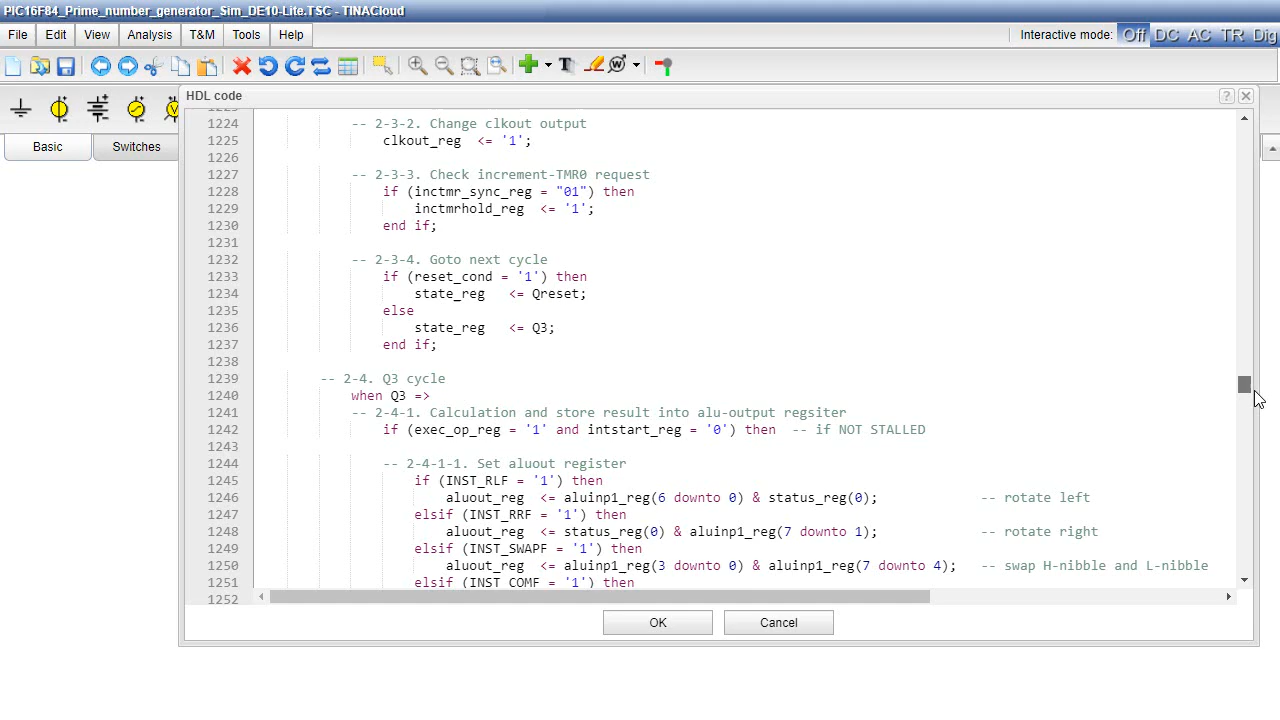 PIC16F84_Prime_number_generator_Sim_DE10-Lite.TSC - TINACloud
File Edit View Analysis T&M Tools Help Interactive mode: Off DC AC TR Dig
HDL code
Basic Switches
1224 -- 2-3-2. Change clkout output
1225 clkout_reg <= '1';
1226
1227 -- 2-3-3. Check increment-TMR0 request
1228 if (inctmr_sync_reg = "01") then
1229 inctmrhold_reg <= '1';
1230 end if;
1231
1232 -- 2-3-4. Goto next cycle
1233 if (reset_cond = '1') then
1234 state_reg <= Qreset;
1235 else
1236 state_reg <= Q3;
1237 end if;
1238
1239 -- 2-4. Q3 cycle
1240 when Q3 =>
1241 -- 2-4-1. Calculation and store result into alu-output regsiter
1242 if (exec_op_reg = '1' and intstart_reg = '0') then -- if NOT STALLED
1243
1244 -- 2-4-1-1. Set aluout register
1245 if (INST_RLF = '1') then
1246 aluout_reg <= aluinp1_reg(6 downto 0) & status_reg(0); -- rotate left
1247 elsif (INST_RRF = '1') then
1248 aluout_reg <= status_reg(0) & aluinp1_reg(7 downto 1); -- rotate right
1249 elsif (INST_SWAPF = '1') then
1250 aluout_reg <= aluinp1_reg(3 downto 0) & aluinp1_reg(7 downto 4); -- swap H-nibble and L-nibble
1251 elsif (INST_COMF = '1') then
1252
OK Cancel